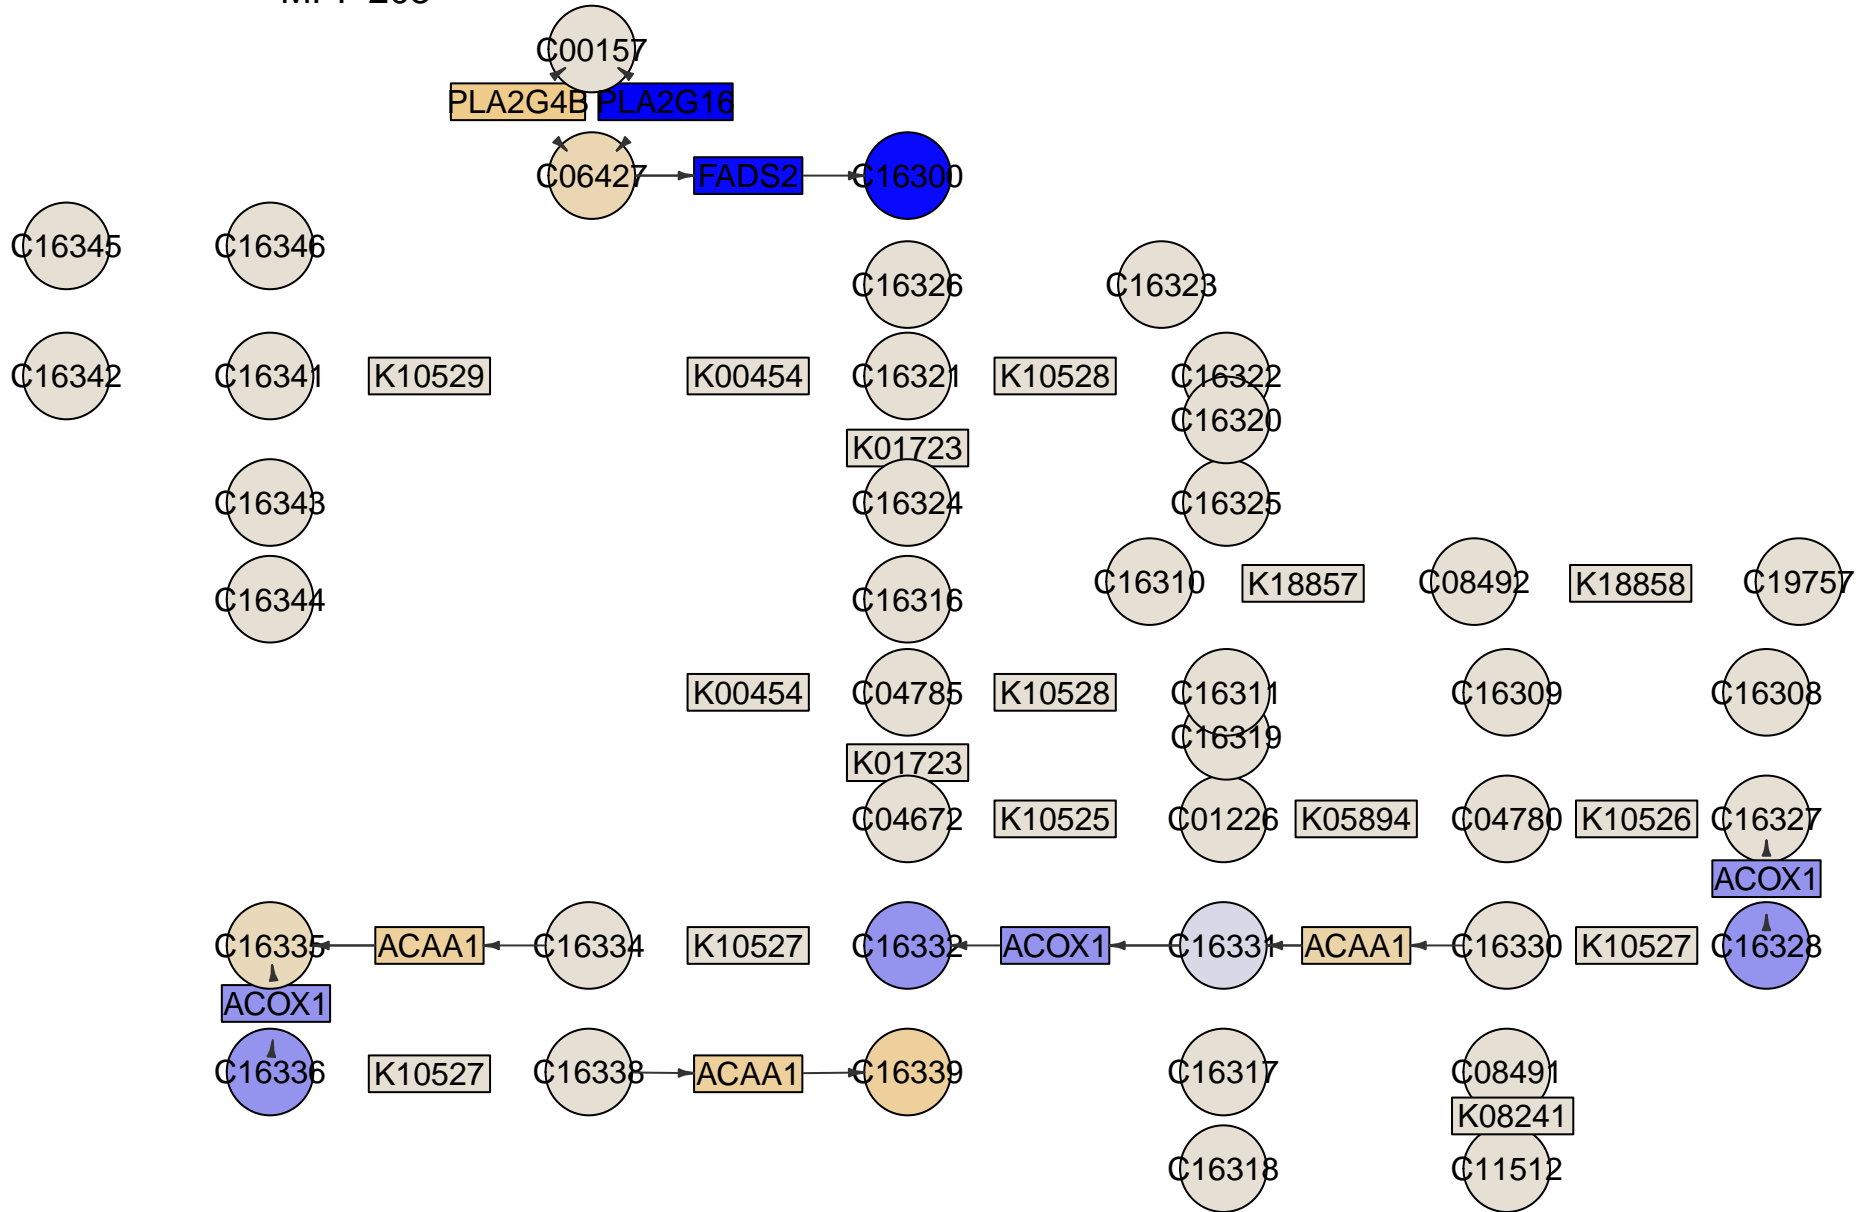 C00157
PLA2G4B PLA2G16
C06427 FADS2 C16300
C16345 C16346
C16326 C16323
C16342 C16341 K10529 K00454 C16321 K10528 C16322
C16320
K01723
C16343 C16324 C16325
C16310 K18857 C08492 K18858 C19757
C16344 C16316
K00454 C04785 K10528 C16311 C16309 C16308
C16319
K01723
C04672 K10525 C01226 K05894 C04780 K10526 C16327
ACOX1
C16335 ACAA1 C16334 K10527 C16332 ACOX1 C16331 ACAA1 C16330 K10527 C16328
ACOX1
C16336 K10527 C16338 ACAA1 C16339 C16317 C08491
K08241
C16318 C11512